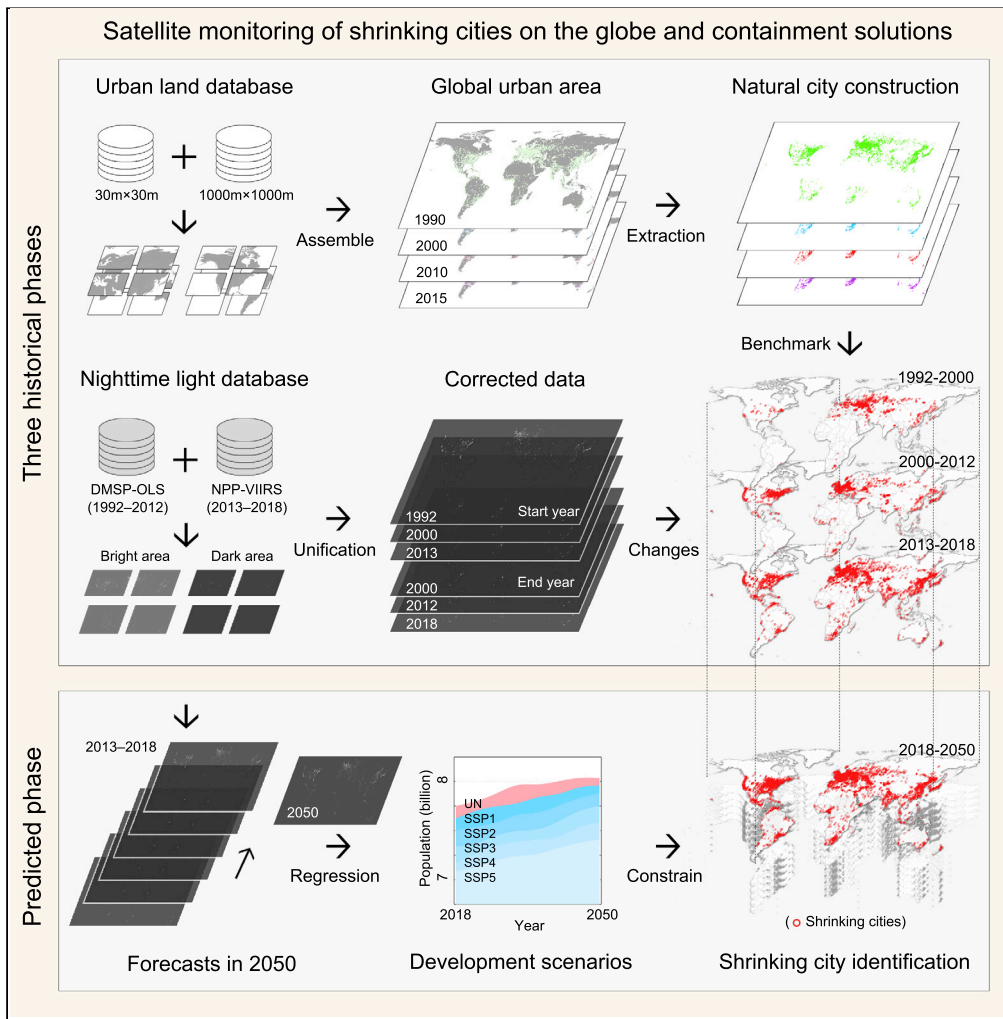 Satellite monitoring of shrinking cities on the globe and containment solutions
Three historical phases
Urban land database
30m×30m
1000m×1000m
Assemble
Global urban area
1990
2000
2010
2015
Extraction
Natural city construction
Benchmark
Nighttime light database
DMSP-OLS
(1992–2012)
NPP-VIIRS
(2013–2018)
Bright area
Dark area
Unification
Corrected data
1992
Start year
2000
2013
2000
End year
2012
2018
Changes
1992-2000
2000-2012
2013-2018
Predicted phase
2013–2018
2050
Regression
Forecasts in 2050
Population (billion)
8
7
UN
SSP1
SSP2
SSP3
SSP4
SSP5
2018
2050
Year
Development scenarios
Constrain
2018-2050
( Shrinking cities)
Shrinking city identification